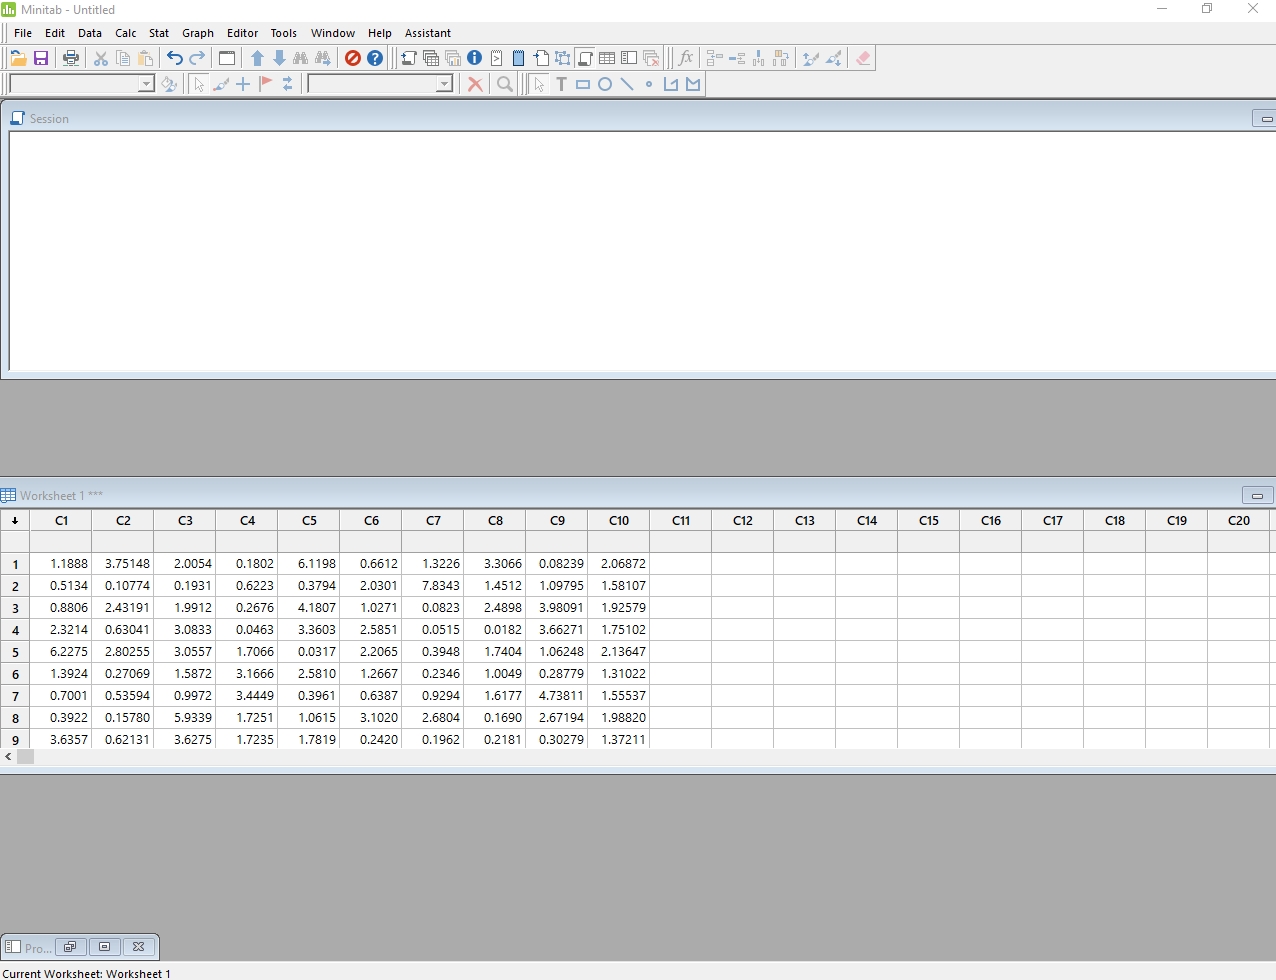 Minitab - Untitled
File Edit Data Calc Stat Graph Editor Tools Window Help Assistant
Session
Worksheet 1 ***
C1 C2 C3 C4 C5 C6 C7 C8 C9 C10 C11 C12 C13 C14 C15 C16 C17 C18 C19 C20
1 1.1888 3.75148 2.0054 0.1802 6.1198 0.6612 1.3226 3.3066 0.08239 2.06872
2 0.5134 0.10774 0.1931 0.6223 0.3794 2.0301 7.8343 1.4512 1.09795 1.58107
3 0.8806 2.43191 1.9912 0.2676 4.1807 1.0271 0.0823 2.4898 3.98091 1.92579
4 2.3214 0.63041 3.0833 0.0463 3.3603 2.5851 0.0515 0.0182 3.66271 1.75102
5 6.2275 2.80255 3.0557 1.7066 0.0317 2.2065 0.3948 1.7404 1.06248 2.13647
6 1.3924 0.27069 1.5872 3.1666 2.5810 1.2667 0.2346 1.0049 0.28779 1.31022
7 0.7001 0.53594 0.9972 3.4449 0.3961 0.6387 0.9294 1.6177 4.73811 1.55537
8 0.3922 0.15780 5.9339 1.7251 1.0615 3.1020 2.6804 0.1690 2.67194 1.98820
9 3.6357 0.62131 3.6275 1.7235 1.7819 0.2420 0.1962 0.2181 0.30279 1.37211
Pro...
Current Worksheet: Worksheet 1